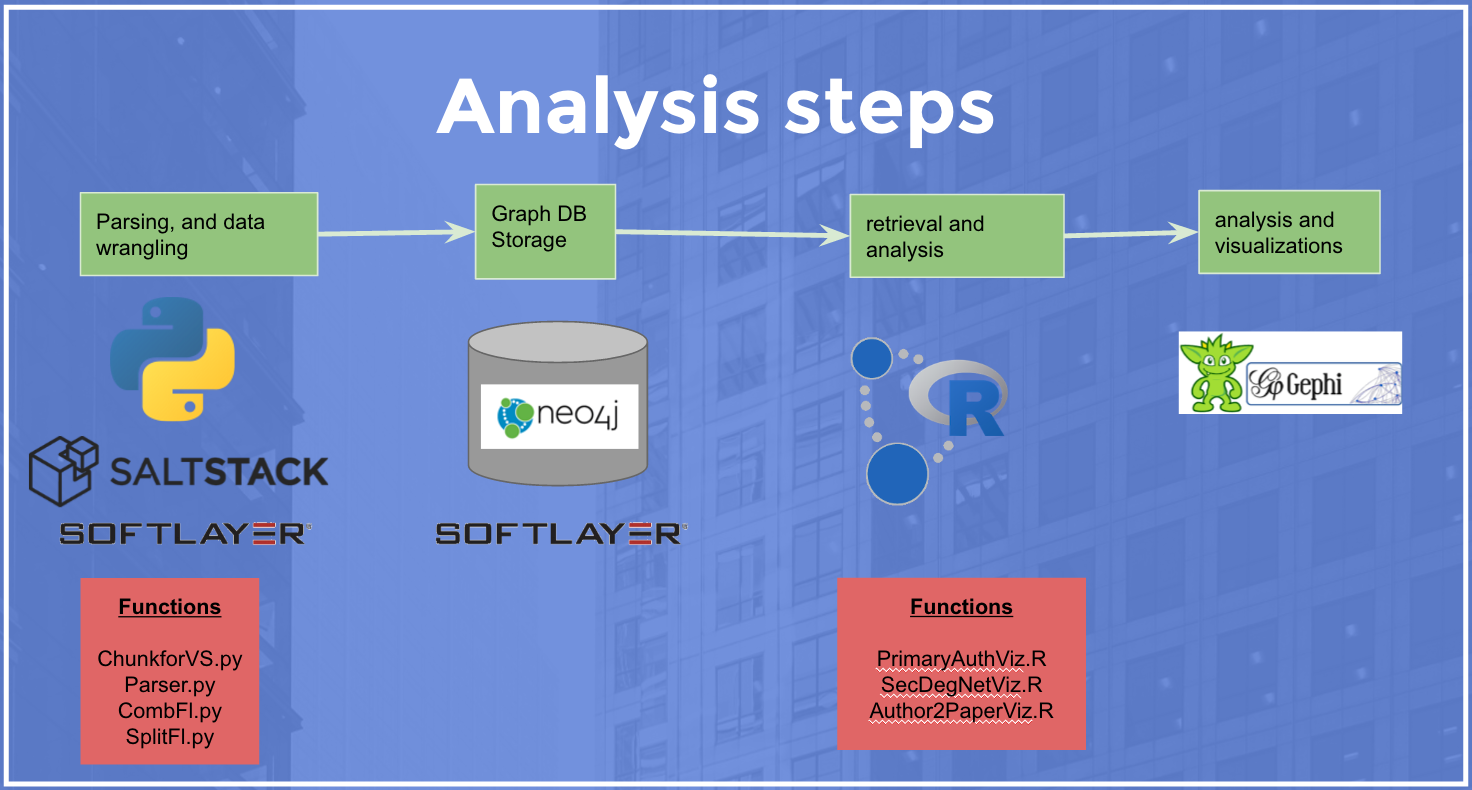 Analysis steps
Parsing, and data
wrangling
Graph DB
Storage
retrieval and
analysis
analysis and
visualizations
SALTSTACK
SOFTLAYER
neo4j
SOFTLAYER
R
Gephi
Functions
ChunkforVS.py
Parser.py
CombFl.py
SplitFl.py
Functions
PrimaryAuthViz.R
SecDegNetViz.R
Author2PaperViz.R